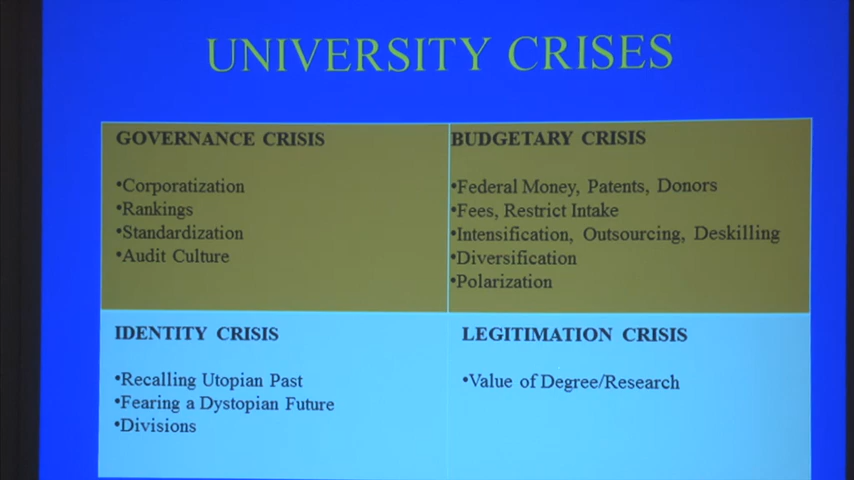 UNIVERSITY CRISES
GOVERNANCE CRISIS
•Corporatization
•Rankings
•Standardization
•Audit Culture
BUDGETARY CRISIS
•Federal Money, Patents, Donors
•Fees, Restrict Intake
•Intensification, Outsourcing, Deskilling
•Diversification
•Polarization
IDENTITY CRISIS
•Recalling Utopian Past
•Fearing a Dystopian Future
•Divisions
LEGITIMATION CRISIS
•Value of Degree/Research